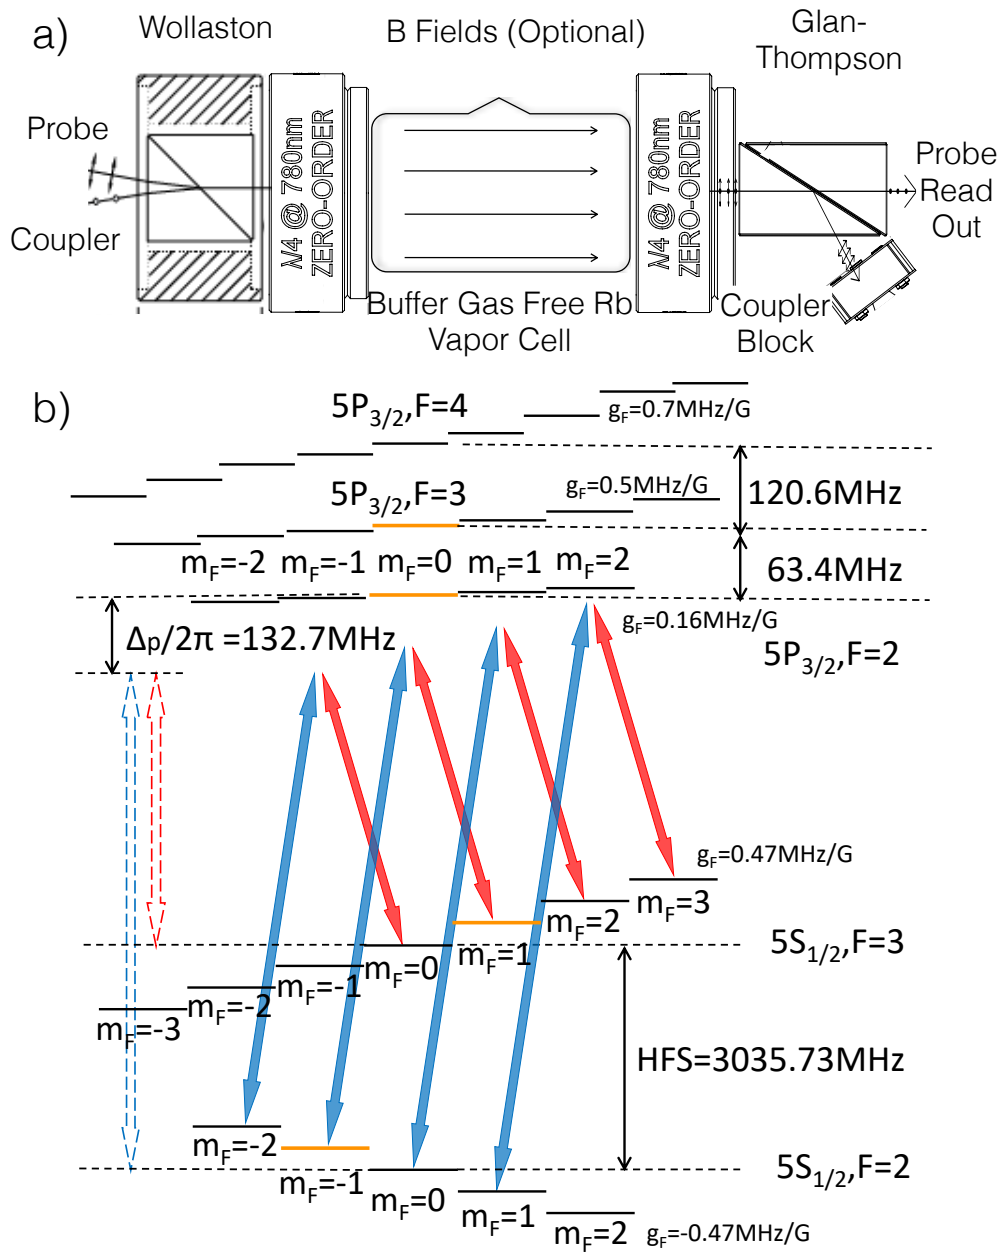 a)
Wollaston
B Fields (Optional)
Glan-
Thompson
Probe
Coupler
λ/4 @ 780nm
ZERO-ORDER
λ/4 @ 780nm
ZERO-ORDER
Probe
Read
Out
Buffer Gas Free Rb
Vapor Cell
Coupler
Block
b)
5P3/2,F=4
gF=0.7MHz/G
5P3/2,F=3
gF=0.5MHz/G
120.6MHz
mF=-2
mF=-1
mF=0
mF=1
mF=2
63.4MHz
Δp/2π =132.7MHz
gF=0.16MHz/G
5P3/2,F=2
gF=0.47MHz/G
mF=-3
mF=-2
mF=-1
mF=0
mF=1
mF=2
mF=3
5S1/2,F=3
HFS=3035.73MHz
mF=-2
mF=-1
mF=0
mF=1
mF=2
5S1/2,F=2
gF=-0.47MHz/G